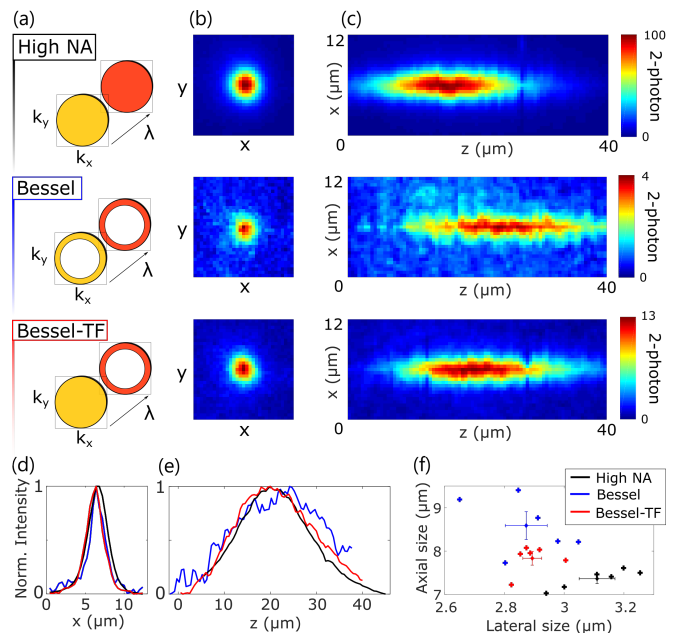 (a)
(b)
(c)
High NA
k_y
k_x
λ
y
x
12
x (µm)
0
z (µm)
40
100
2-photon
0
Bessel
k_y
k_x
λ
y
x
12
x (µm)
0
z (µm)
40
4
2-photon
0
Bessel-TF
k_y
k_x
λ
y
x
12
x (µm)
0
z (µm)
40
13
2-photon
0
(d)
Norm. Intensity
1
0
0
5
10
x (µm)
(e)
1
0
0
10
20
30
40
z (µm)
(f)
High NA
Bessel
Bessel-TF
Axial size (µm)
9
8
7
2.6
2.8
3
3.2
Lateral size (µm)